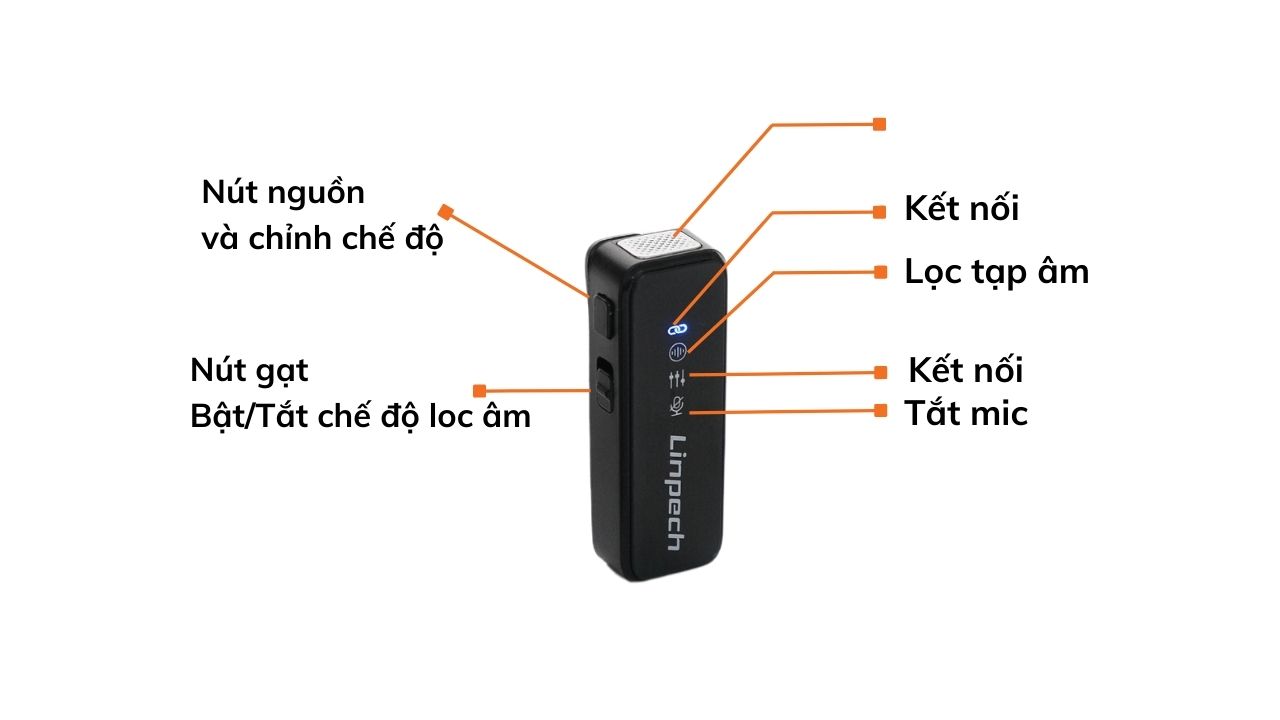 Nút nguồn
và chỉnh chế độ
Nút gạt
Bật/Tắt chế độ loc âm
Kết nối
Lọc tạp âm
Kết nối
Tắt mic
Linpech